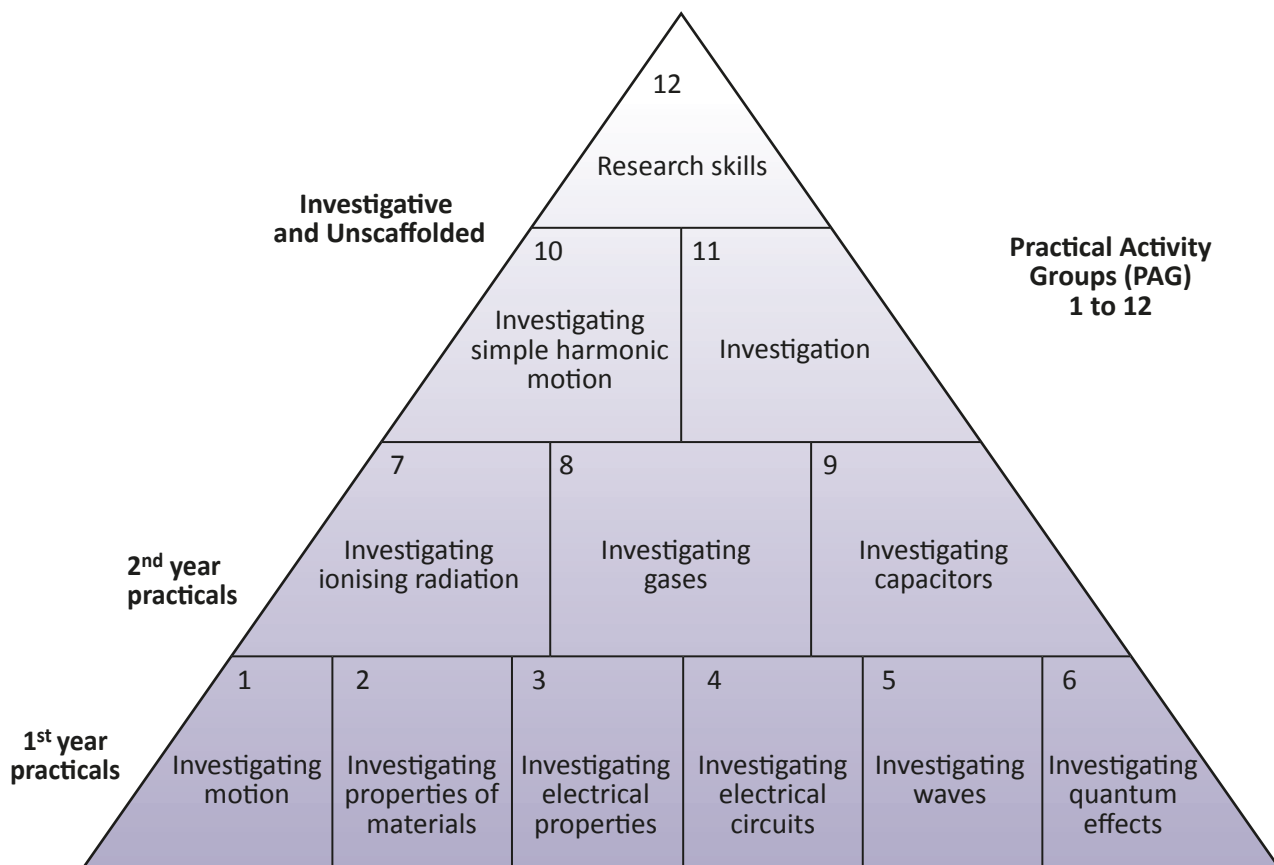 12
Research skills
Investigative
and Unscaffolded
Practical Activity
Groups (PAG)
1 to 12
10
Investigating
simple harmonic
motion
11
Investigation
7
Investigating
ionising radiation
8
Investigating
gases
9
Investigating
capacitors
2nd year
practicals
1
Investigating
motion
2
Investigating
properties of
materials
3
Investigating
electrical
properties
4
Investigating
electrical
circuits
5
Investigating
waves
6
Investigating
quantum
effects
1st year
practicals